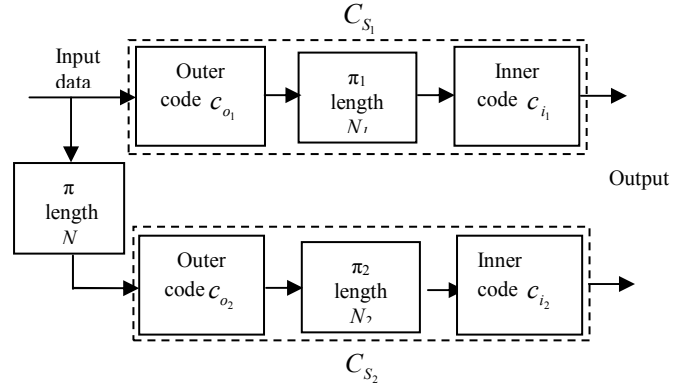 C_{S_1}
Input
data
Outer
code c_{o_1}
π₁
length
N₁
Inner
code c_{i_1}
π
length
N
Output
Outer
code c_{o_2}
π₂
length
N₂
Inner
code c_{i_2}
C_{S_2}